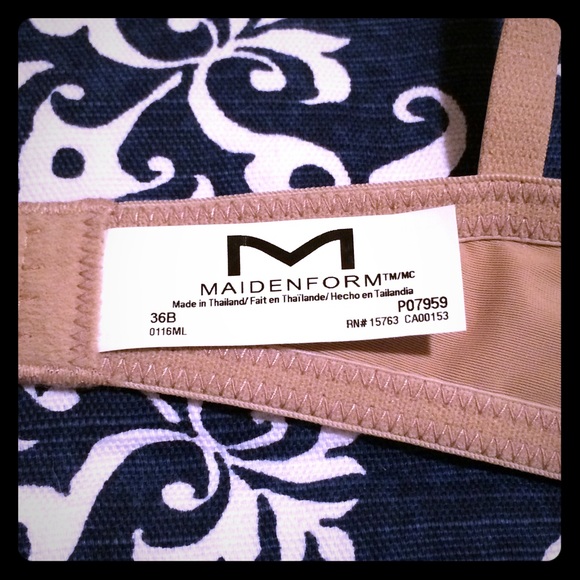 M
MAIDENFORM™/MC
Made in Thailand/ Fait en Thaïlande/ Hecho en Tailandia
36B P07959
0116ML RN# 15763 CA00153